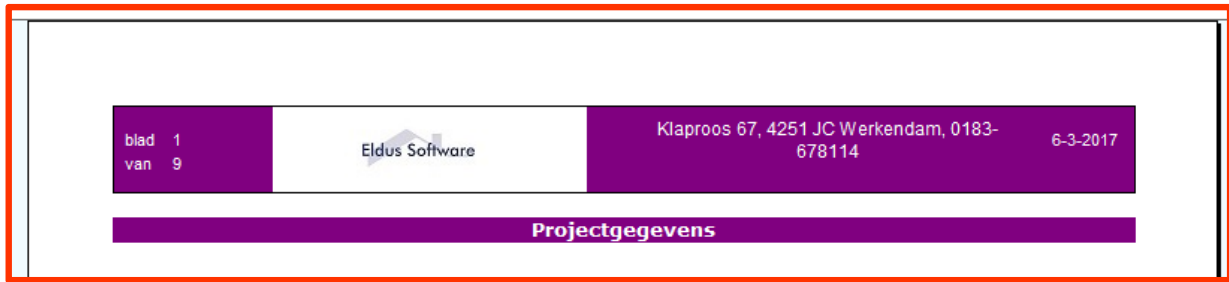 blad 1
van 9
Eldus Software
Klaproos 67, 4251 JC Werkendam, 0183-
678114
6-3-2017
Projectgegevens